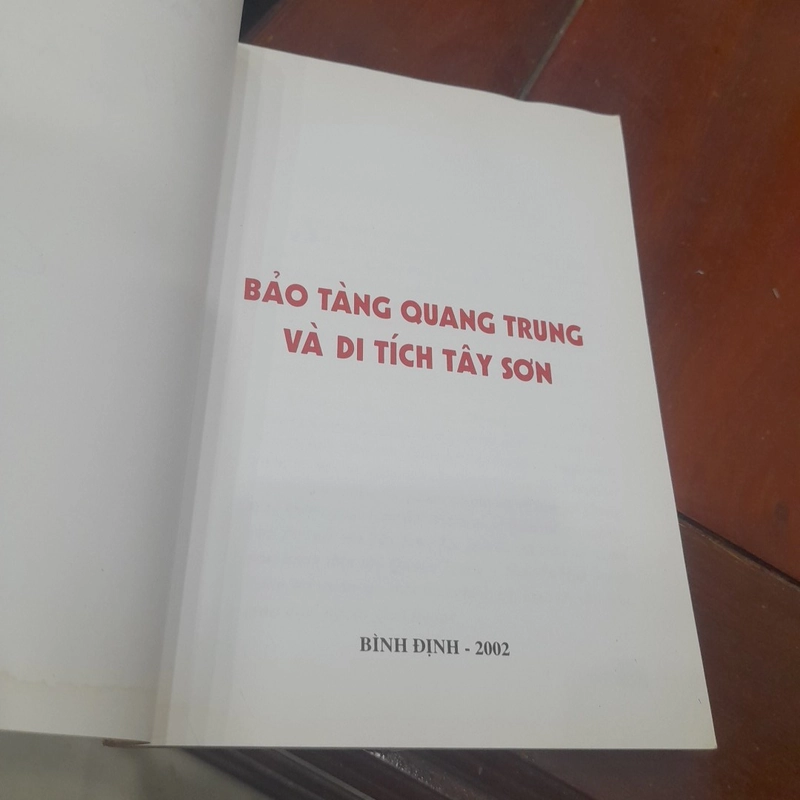 BẢO TÀNG QUANG TRUNG
VÀ DI TÍCH TÂY SƠN
BÌNH ĐỊNH - 2002